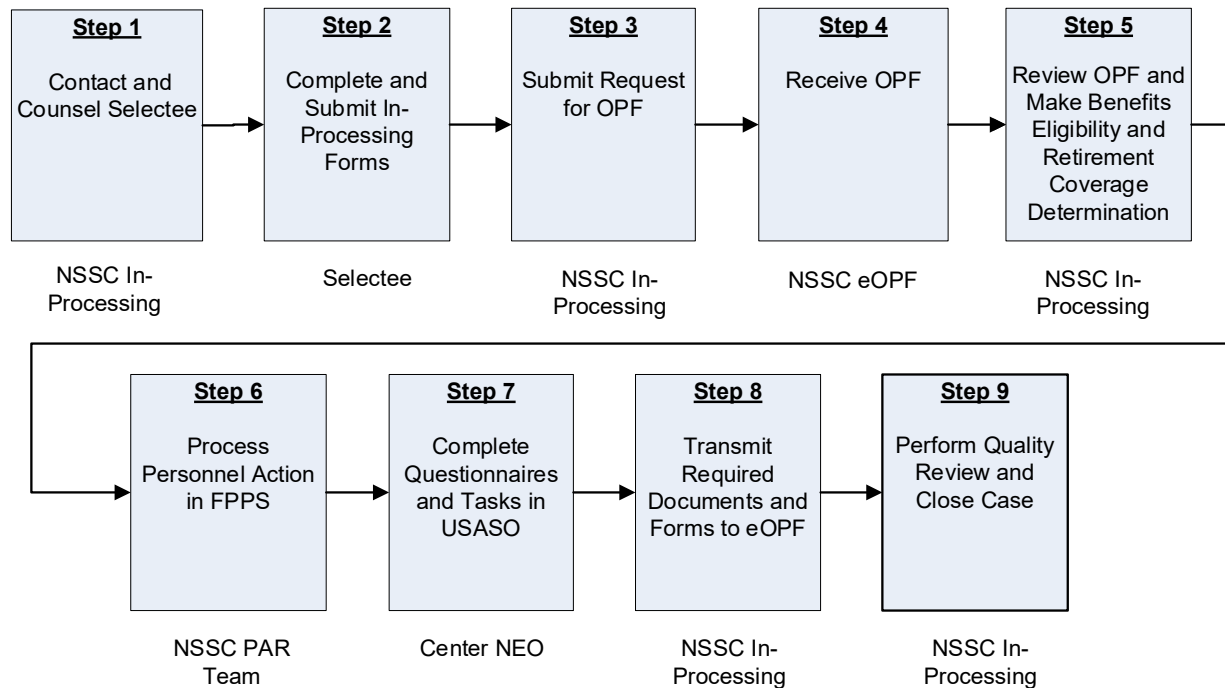 Step 1
Contact and
Counsel Selectee
NSSC In-
Processing
Step 2
Complete and
Submit In-
Processing
Forms
Selectee
Step 3
Submit Request
for OPF
NSSC In-
Processing
Step 4
Receive OPF
NSSC eOPF
Step 5
Review OPF and
Make Benefits
Eligibility and
Retirement
Coverage
Determination
NSSC In-
Processing
Step 6
Process
Personnel Action
in FPPS
NSSC PAR
Team
Step 7
Complete
Questionnaires
and Tasks in
USASO
Center NEO
Step 8
Transmit
Required
Documents and
Forms to eOPF
NSSC In-
Processing
Step 9
Perform Quality
Review and
Close Case
NSSC In-
Processing